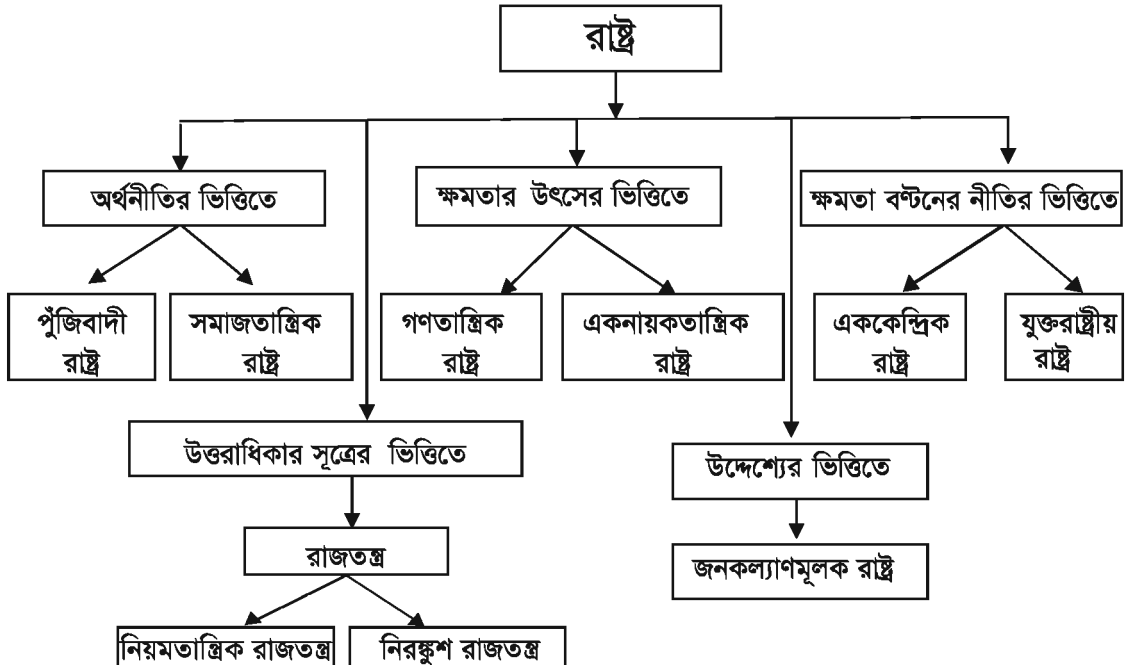 রাষ্ট্র
অর্থনীতির ভিত্তিতে
ক্ষমতার উৎসের ভিত্তিতে
ক্ষমতা বণ্টনের নীতির ভিত্তিতে
পুঁজিবাদী
রাষ্ট্র
সমাজতান্ত্রিক
রাষ্ট্র
গণতান্ত্রিক
রাষ্ট্র
একনায়কতান্ত্রিক
রাষ্ট্র
এককেন্দ্রিক
রাষ্ট্র
যুক্তরাষ্ট্রীয়
রাষ্ট্র
উত্তরাধিকার সূত্রের ভিত্তিতে
উদ্দেশ্যের ভিত্তিতে
রাজতন্ত্র
জনকল্যাণমূলক রাষ্ট্র
নিয়মতান্ত্রিক রাজতন্ত্র
নিরঙ্কুশ রাজতন্ত্র